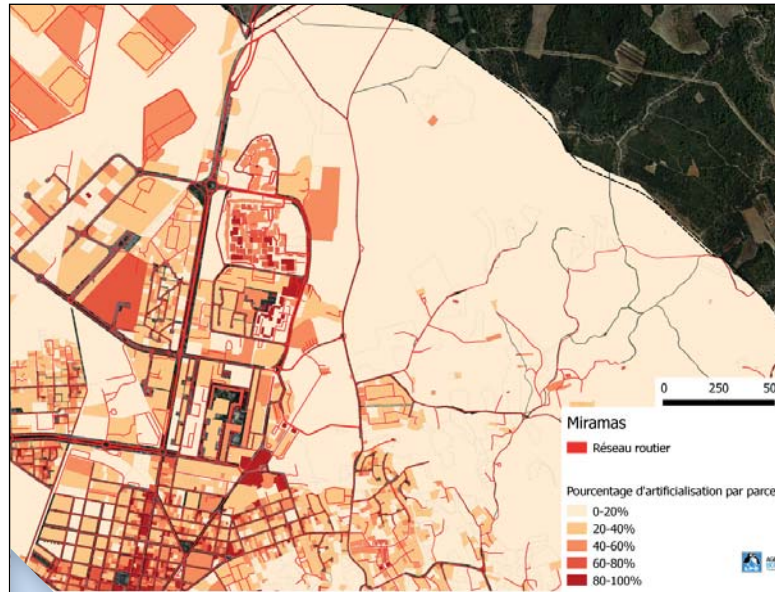 0 250 50
Miramas
Réseau routier
Pourcentage d'artificialisation par parce
0-20%
20-40%
40-60%
60-80%
80-100%